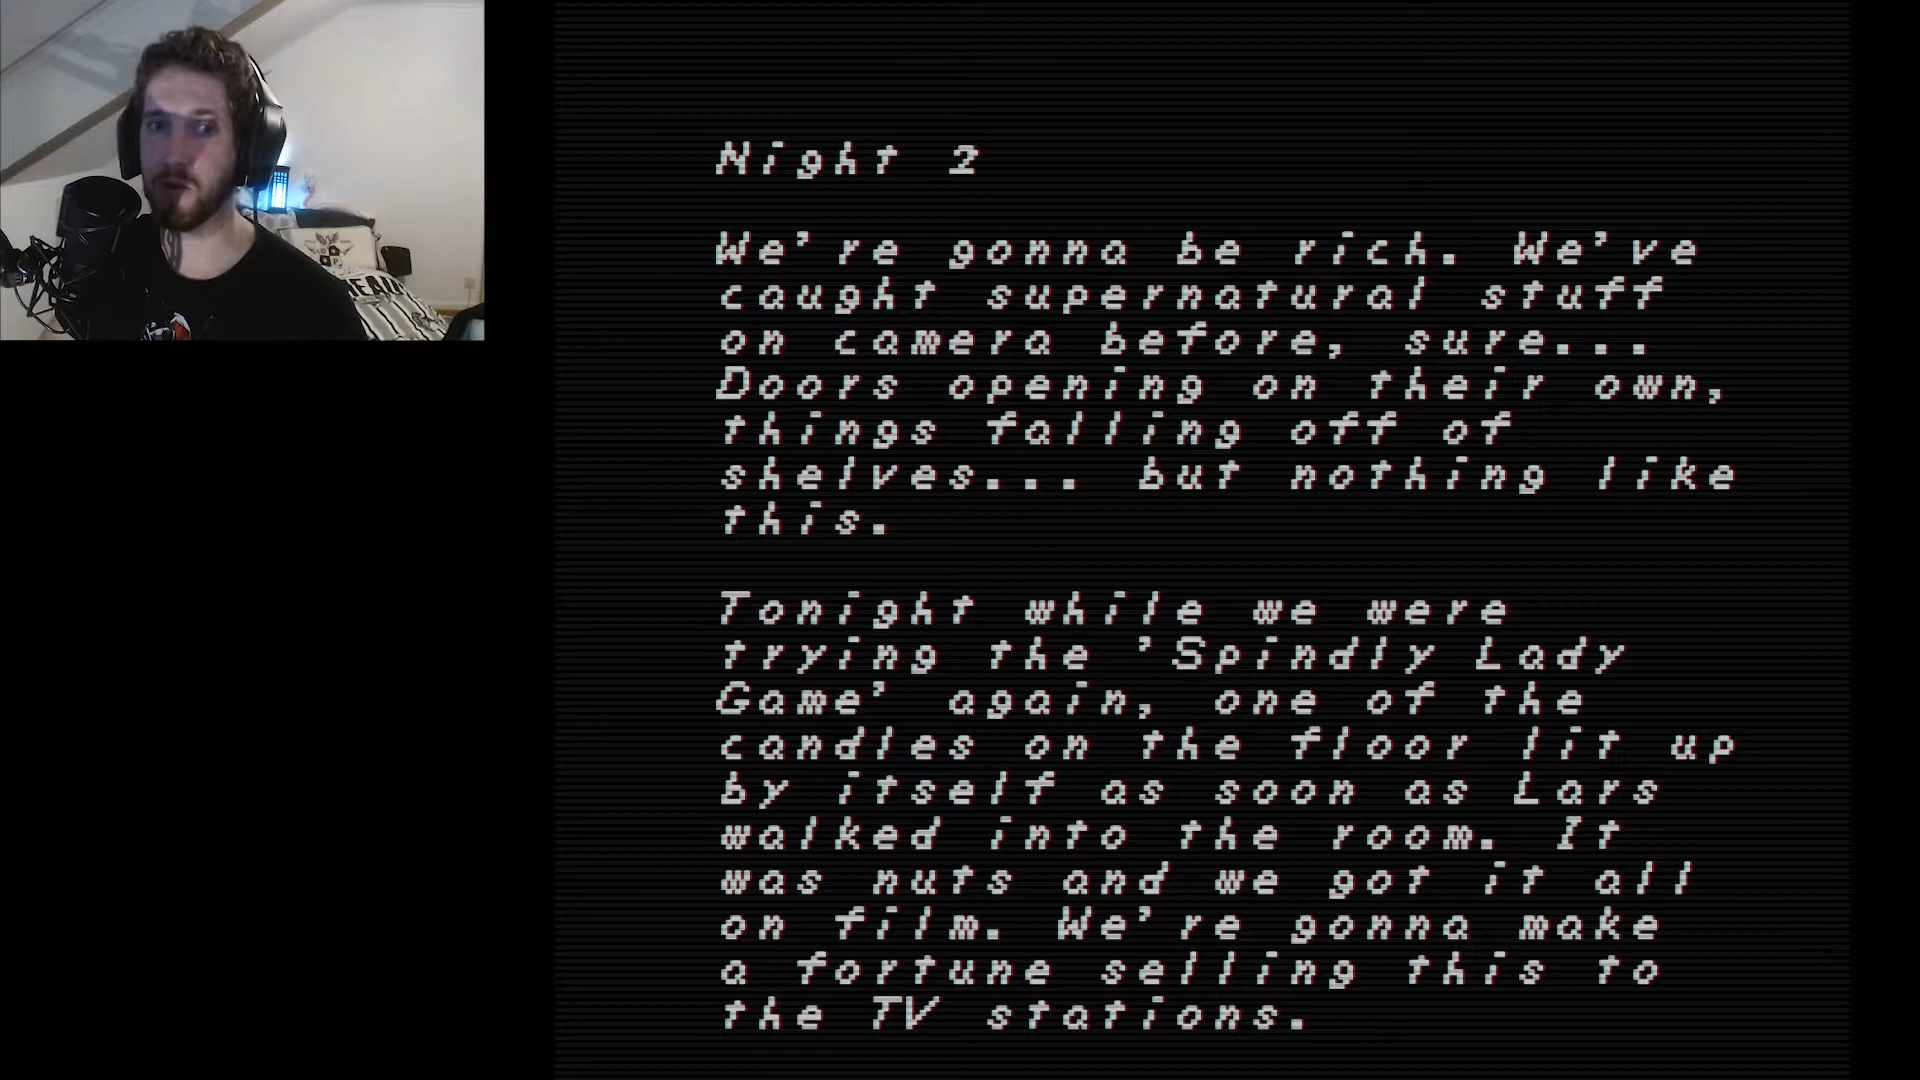 Night 2
We're gonna be rich. We've
caught supernatural stuff
on camera before, sure...
Doors opening on their own,
things falling off of
shelves... but nothing like
this.
Tonight while we were
trying the 'Spindly Lady
Game' again, one of the
candles on the floor lit up
by itself as soon as Lars
walked into the room. It
was nuts and we got it all
on film. We're gonna make
a fortune selling this to
the TV stations.